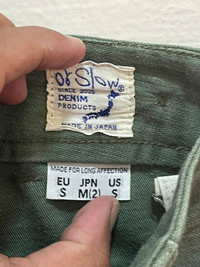 orSlow®
SINCE 2005
DENIM
PRODUCTS
MADE IN JAPAN
MADE FOR LONG AFFECTION
EU JPN US
S M(2) S